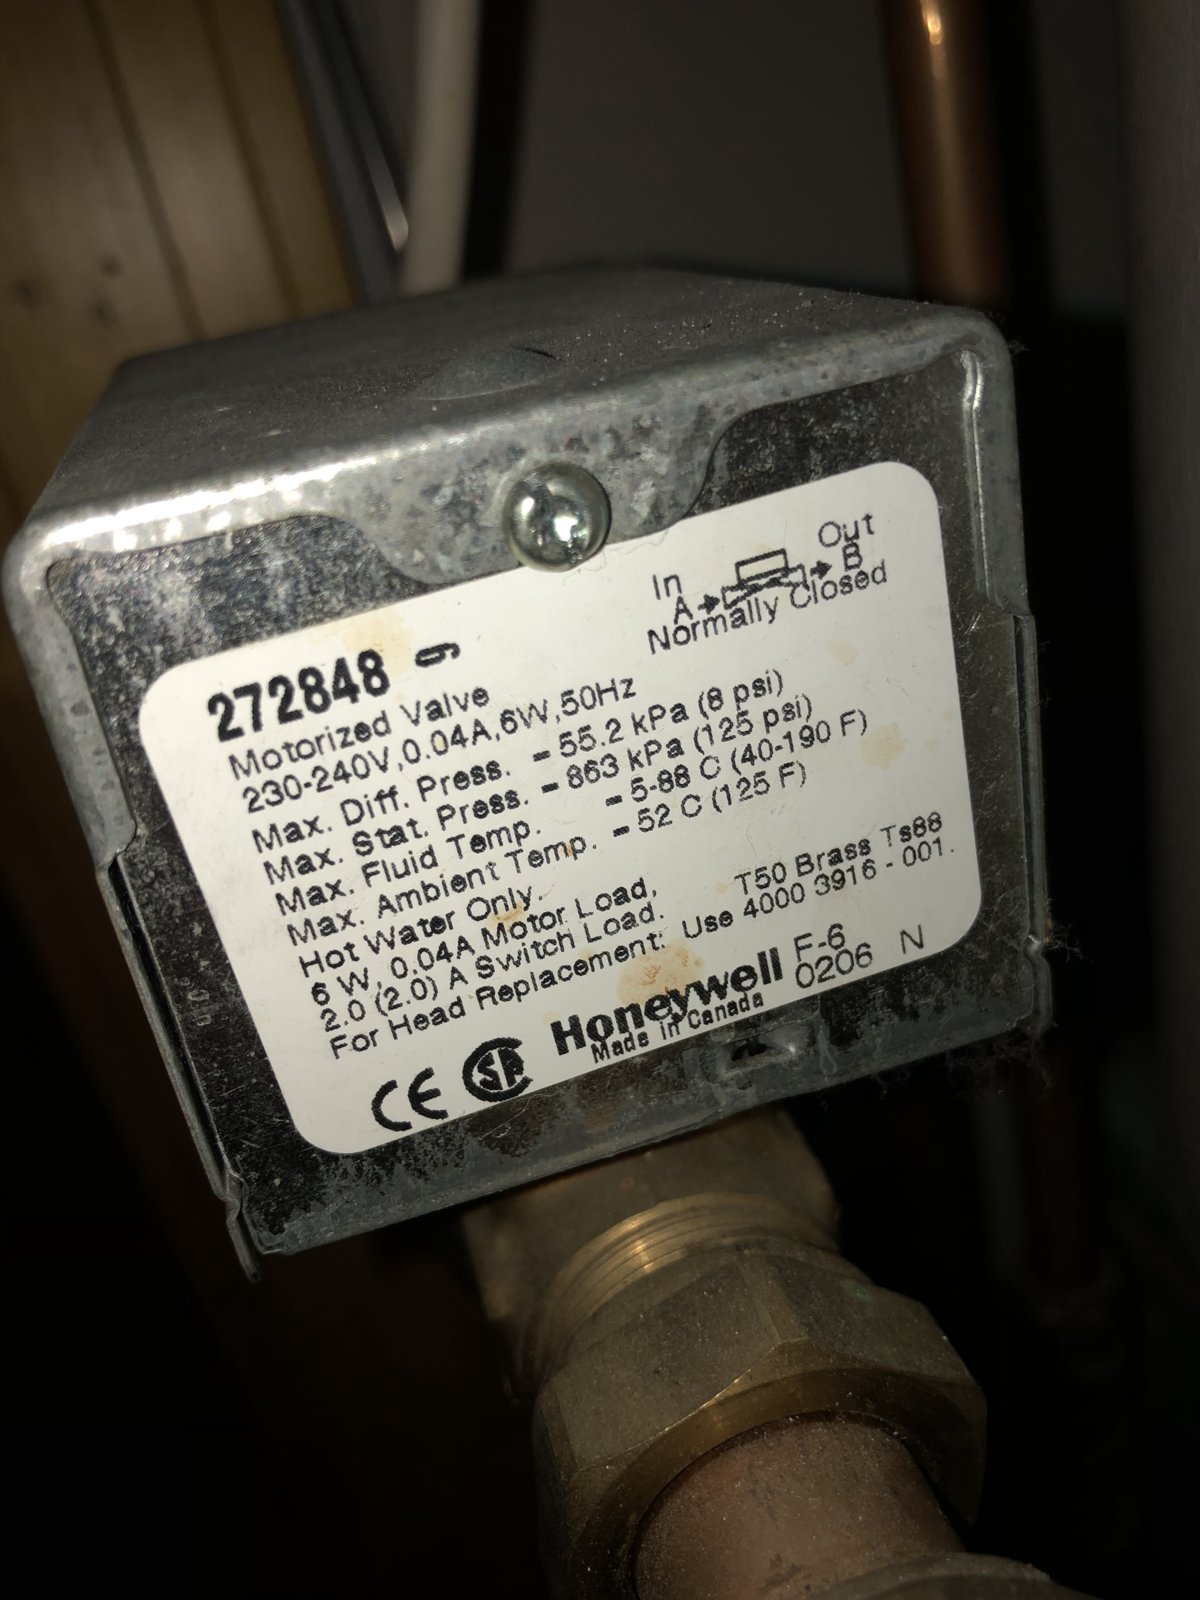 In
Out
A
B
Normally Closed
272848 6
Motorized Valve
230-240V,0.04A,6W,50Hz
Max. Diff. Press. - 55.2 kPa (8 psi)
Max. Stat. Press. - 863 kPa (125 psi)
Max. Fluid Temp. - 5-88 C (40-190 F)
Max. Ambient Temp. - 52 C (125 F)
Hot Water Only.
6 W, 0.04A Motor Load, T50 Brass Ts88
2.0 (2.0) A Switch Load.
For Head Replacement: Use 4000 3916 - 001.
CE SA Honeywell F-6
Made in Canada 0206 N